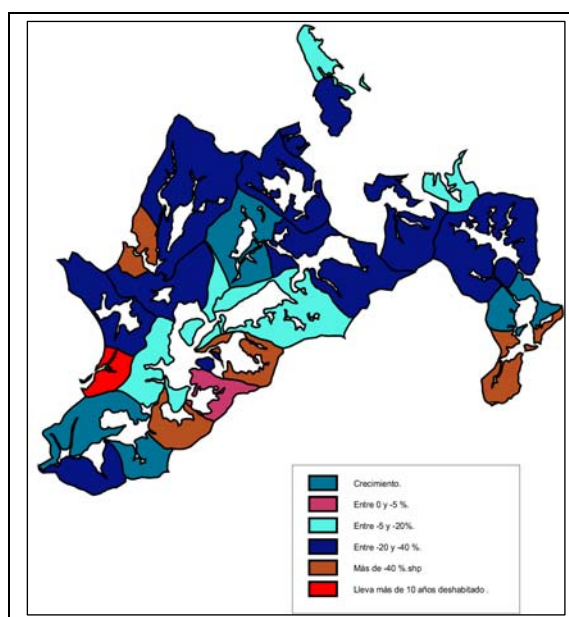 Crecimiento.
Entre 0 y -5 %.
Entre -5 y -20%.
Entre -20 y -40 %.
Más de -40 %.shp
Lleva más de 10 años deshabitado .